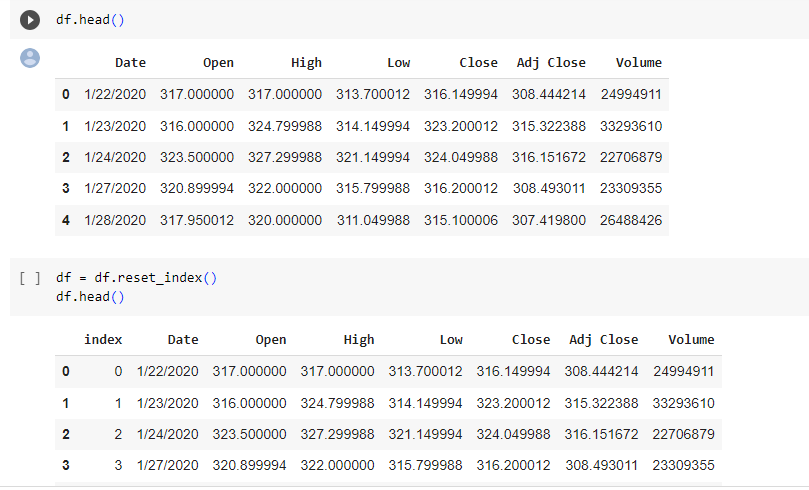 df.head()
Date Open High Low Close Adj Close Volume
0 1/22/2020 317.000000 317.000000 313.700012 316.149994 308.444214 24994911
1 1/23/2020 316.000000 324.799988 314.149994 323.200012 315.322388 33293610
2 1/24/2020 323.500000 327.299988 321.149994 324.049988 316.151672 22706879
3 1/27/2020 320.899994 322.000000 315.799988 316.200012 308.493011 23309355
4 1/28/2020 317.950012 320.000000 311.049988 315.100006 307.419800 26488426
[ ] df = df.reset_index()
df.head()
index Date Open High Low Close Adj Close Volume
0 0 1/22/2020 317.000000 317.000000 313.700012 316.149994 308.444214 24994911
1 1 1/23/2020 316.000000 324.799988 314.149994 323.200012 315.322388 33293610
2 2 1/24/2020 323.500000 327.299988 321.149994 324.049988 316.151672 22706879
3 3 1/27/2020 320.899994 322.000000 315.799988 316.200012 308.493011 23309355